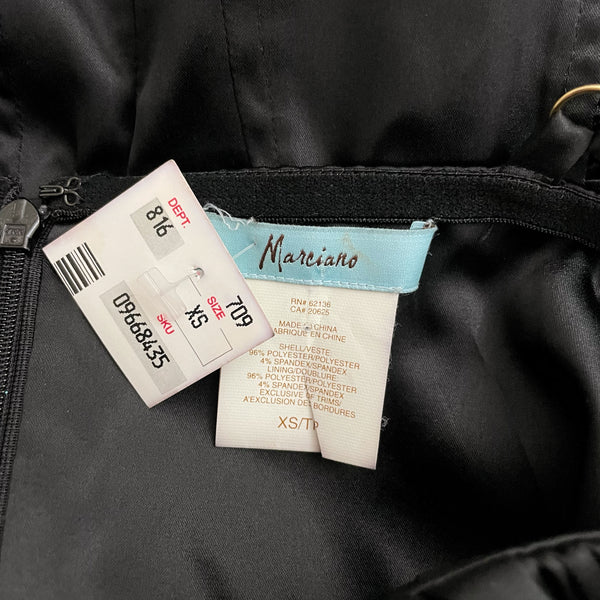 DEPT.
816
709
SIZE
XS
SKU
09668435
Marciano
RN# 62136
CA# 20625
MADE IN CHINA
FABRIQUE EN CHINE
SHELL/VESTE:
96% POLYESTER/POLYESTER
4% SPANDEX/SPANDEX
LINING/DOUBLURE:
96% POLYESTER/POLYESTER
4% SPANDEX/SPANDEX
EXCLUSIVE OF TRIMS/
A'EXCLUSION DES BORDURES
XS/TP